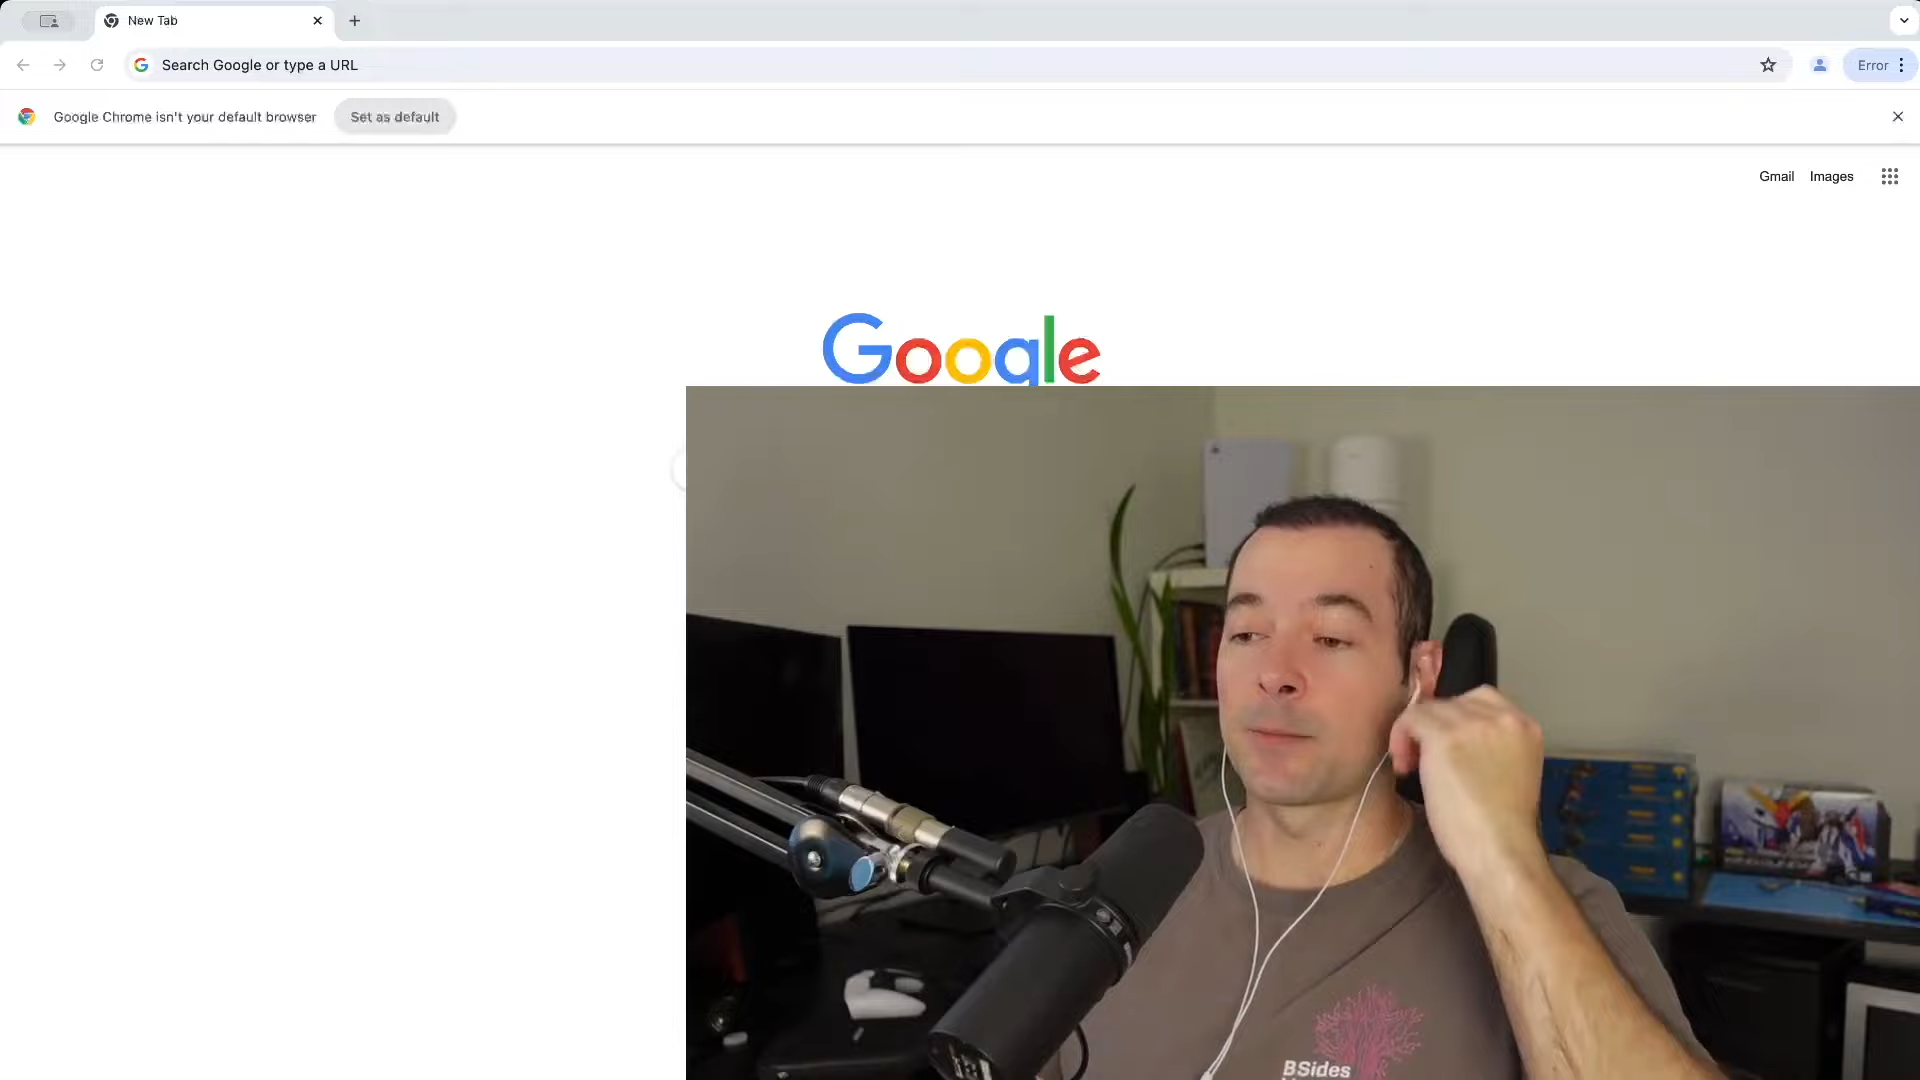 New Tab
Search Google or type a URL
Error
Google Chrome isn't your default browser
Set as default
Gmail
Images
Google
BSides